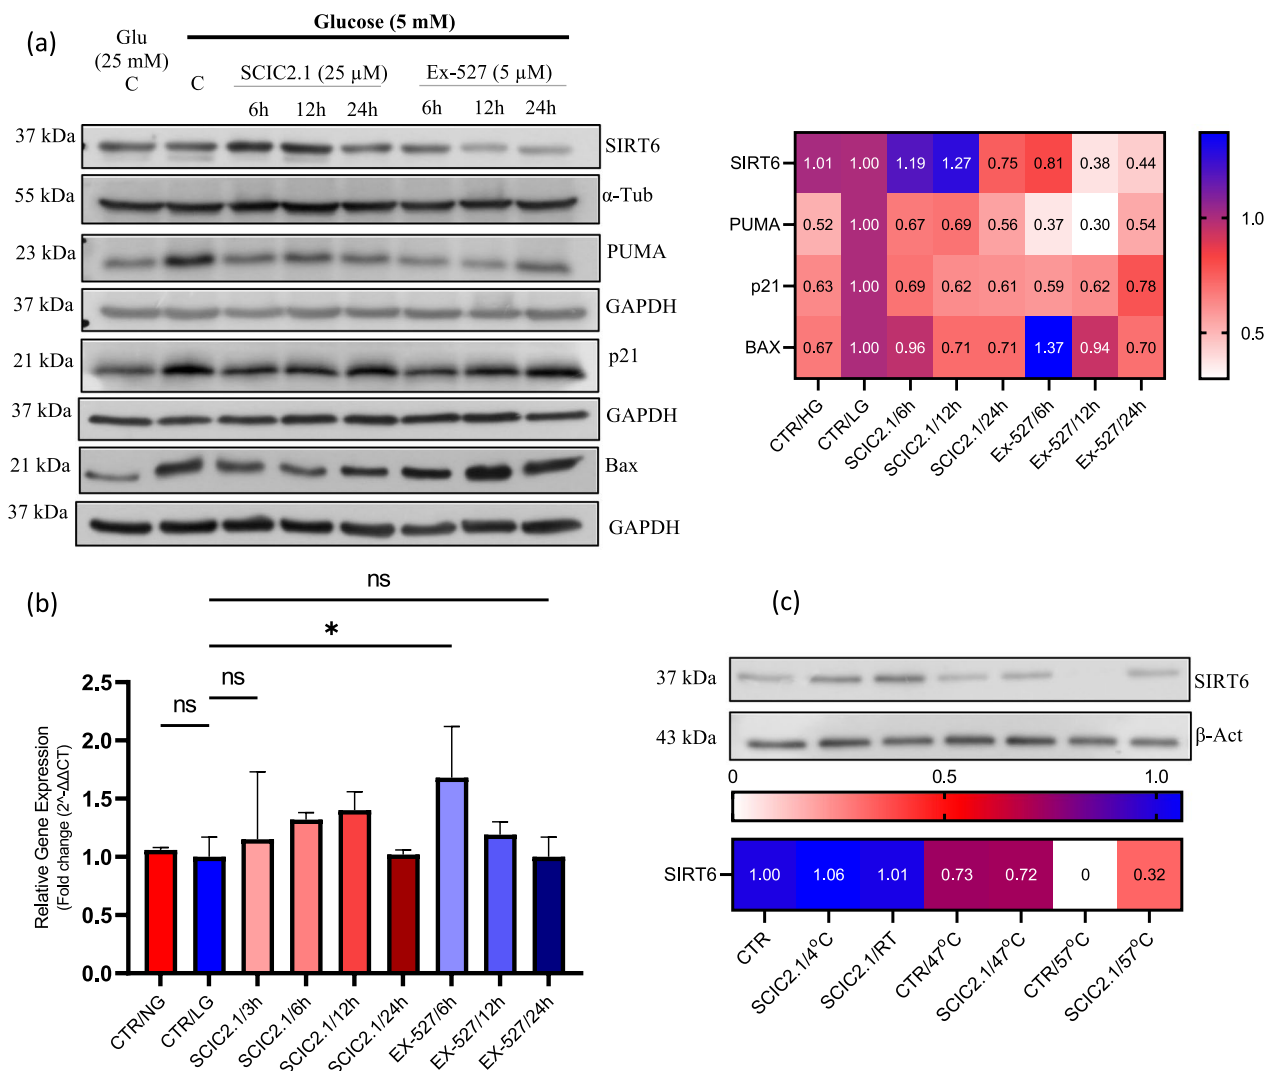 (a)
Glu
(25 mM)
C
Glucose (5 mM)
C
SCIC2.1 (25 µM)
Ex-527 (5 µM)
6h 12h 24h 6h 12h 24h
37 kDa SIRT6
55 kDa α-Tub
23 kDa PUMA
37 kDa GAPDH
21 kDa p21
37 kDa GAPDH
21 kDa Bax
37 kDa GAPDH
SIRT6 1.01 1.00 1.19 1.27 0.75 0.81 0.38 0.44
PUMA 0.52 1.00 0.67 0.69 0.56 0.37 0.30 0.54
p21 0.63 1.00 0.69 0.62 0.61 0.59 0.62 0.78
BAX 0.67 1.00 0.96 0.71 0.71 1.37 0.94 0.70
CTR/HG
CTR/LG
SCIC2.1/6h
SCIC2.1/12h
SCIC2.1/24h
Ex-527/6h
Ex-527/12h
Ex-527/24h
1.0
0.5
(b)
ns
*
ns
ns
Relative Gene Expression
(Fold change (2^-ΔΔCT)
2.5
2.0
1.5
1.0
0.5
0.0
CTR/NG
CTR/LG
SCIC2.1/3h
SCIC2.1/6h
SCIC2.1/12h
SCIC2.1/24h
EX-527/6h
EX-527/12h
EX-527/24h
(c)
37 kDa SIRT6
43 kDa β-Act
0 0.5 1.0
SIRT6 1.00 1.06 1.01 0.73 0.72 0 0.32
CTR
SCIC2.1/4°C
SCIC2.1/RT
CTR/47°C
SCIC2.1/47°C
CTR/57°C
SCIC2.1/57°C